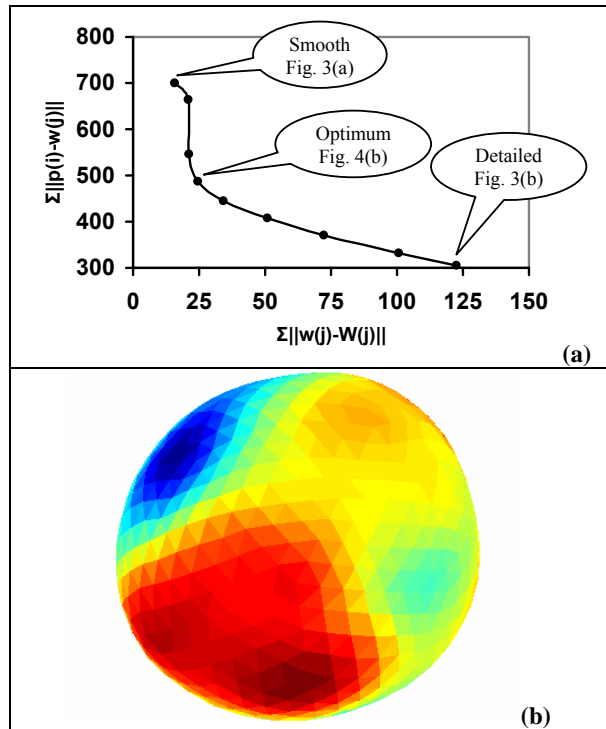 800
700
600
500
400
300
Σ||p(i)-w(j)||
Smooth
Fig. 3(a)
Optimum
Fig. 4(b)
Detailed
Fig. 3(b)
0 25 50 75 100 125 150
Σ||w(j)-W(j)||
(a)
(b)